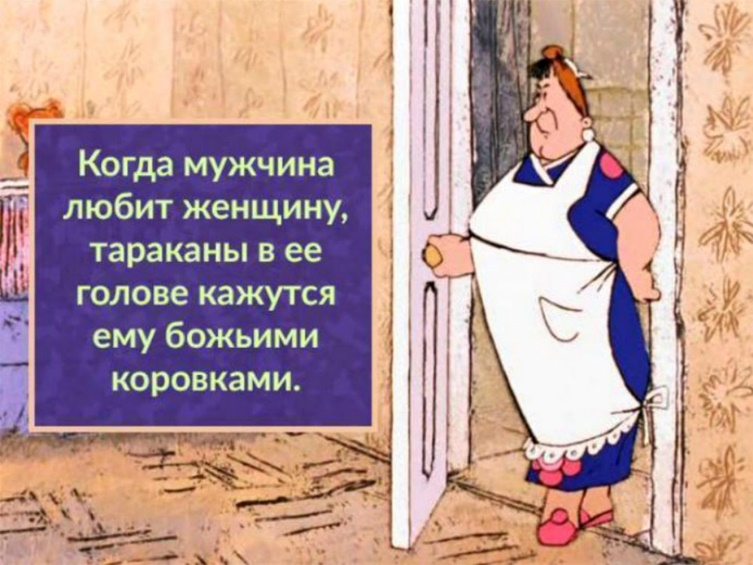 Когда мужчина
любит женщину,
тараканы в ее
голове кажутся
ему божьими
коровками.